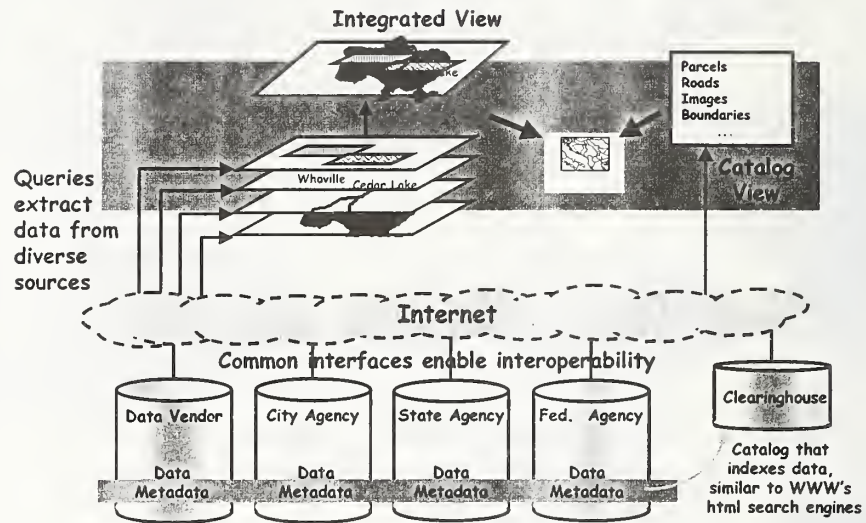 Integrated View
Parcels
Roads
Images
Boundaries
...
Catalog
View
Whoville
Cedar Lake
Queries
extract
data from
diverse
sources
Internet
Common interfaces enable interoperability
Data Vendor
City Agency
State Agency
Fed. Agency
Clearinghouse
Data
Metadata
Data
Metadata
Data
Metadata
Data
Metadata
Catalog that
indexes data,
similar to WWW's
html search engines